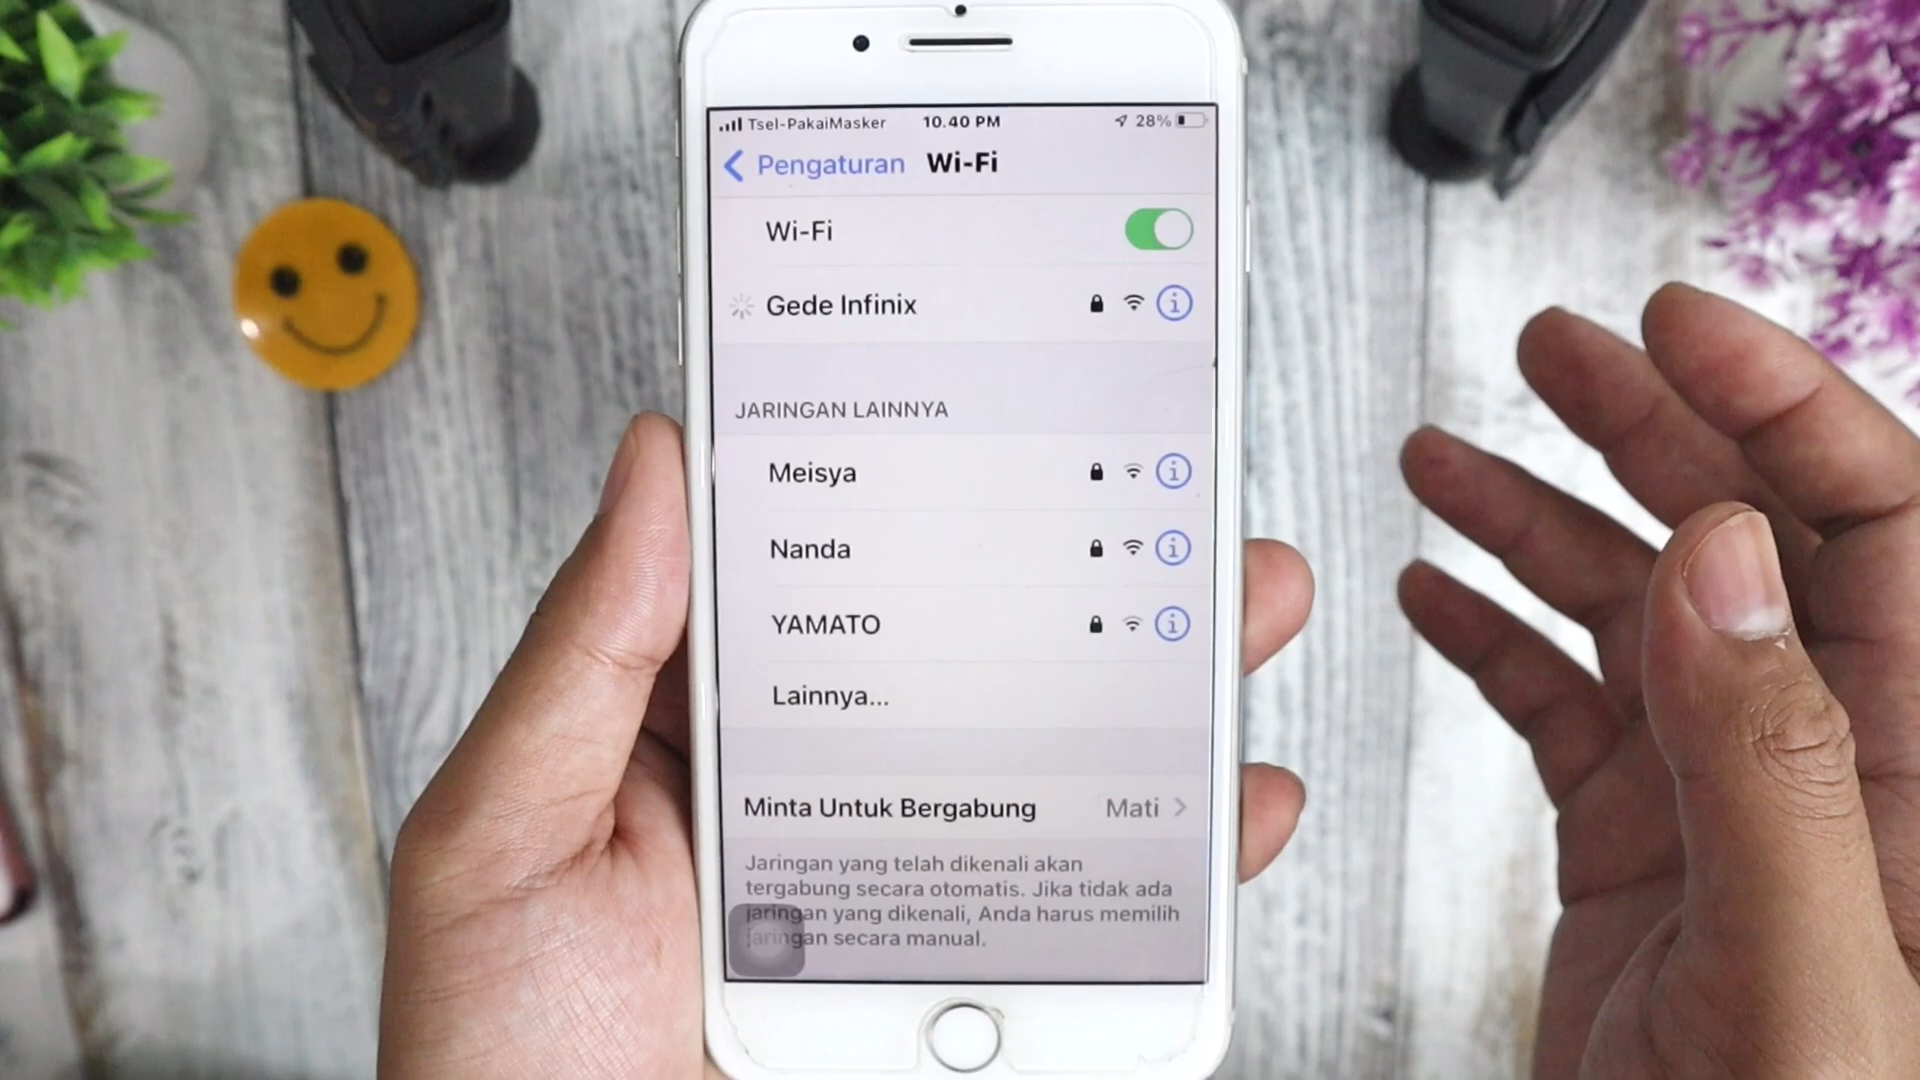 Tsel-PakaiMasker 10.40 PM 28%
Pengaturan Wi-Fi
Wi-Fi
Gede Infinix
JARINGAN LAINNYA
Meisya
Nanda
YAMATO
Lainnya...
Minta Untuk Bergabung Mati
Jaringan yang telah dikenali akan
tergabung secara otomatis. Jika tidak ada
jaringan yang dikenali, Anda harus memilih
jaringan secara manual.